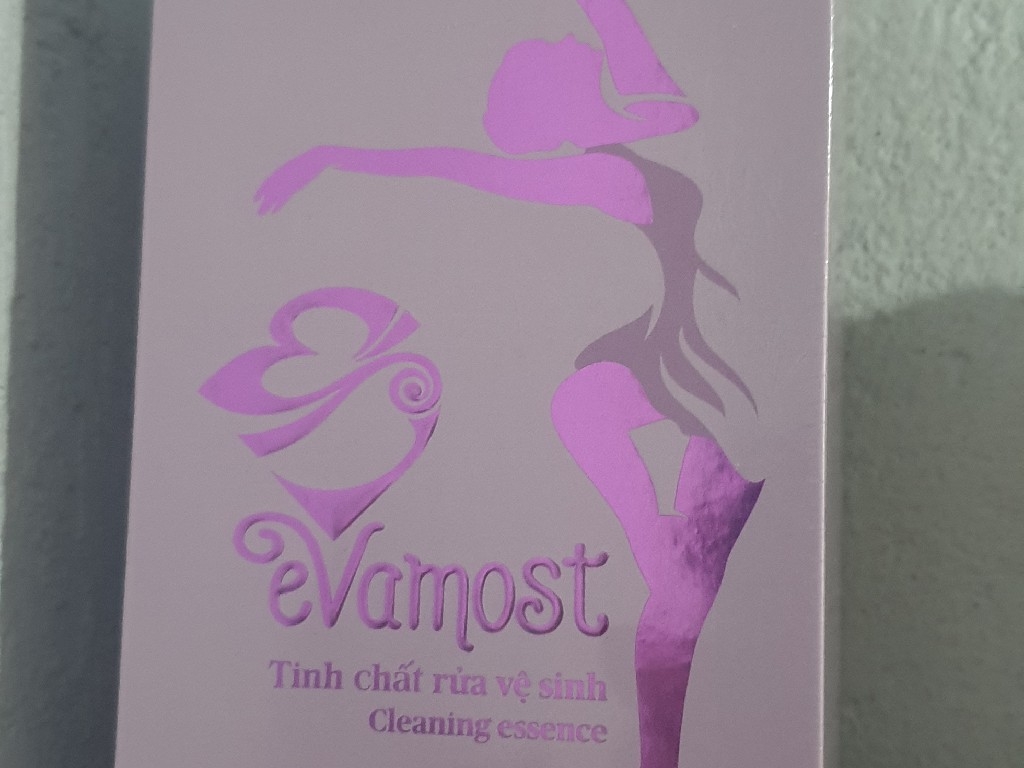 evamost
Tinh chất rửa vệ sinh
Cleaning essence